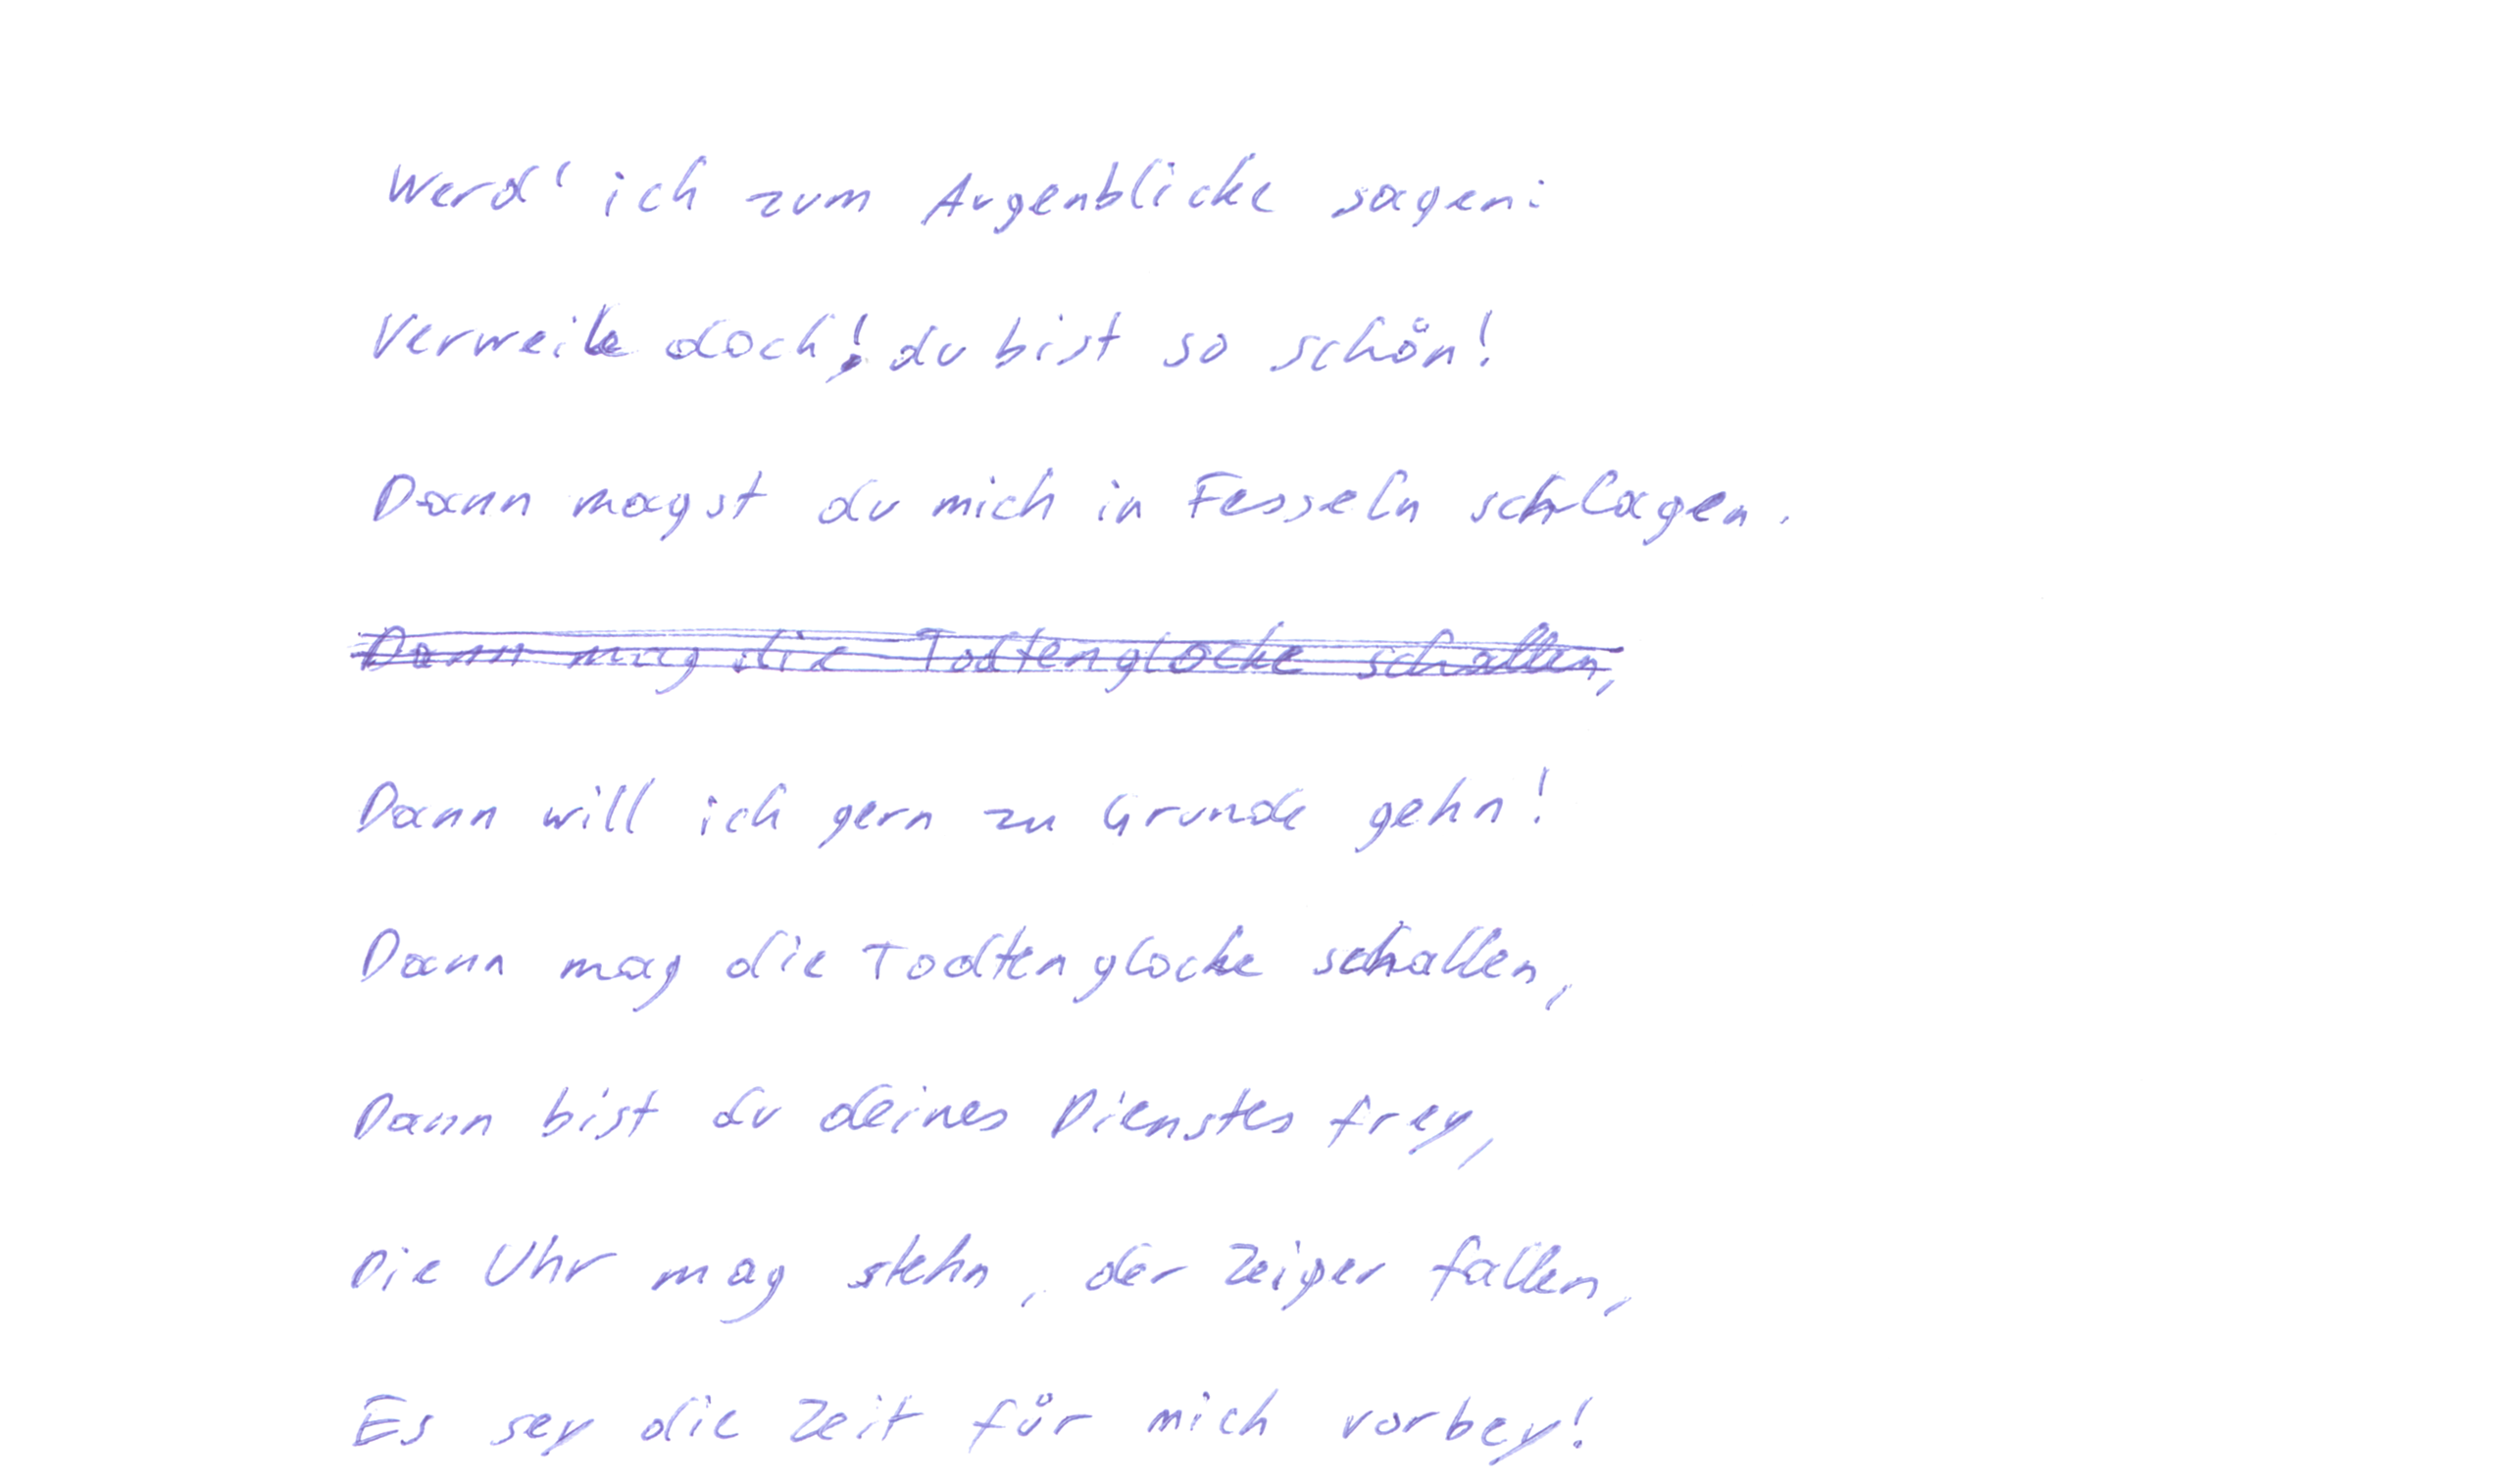 Werd' ich zum Augenblicke sagen:
Verweile doch! du bist so schön!
Dann magst du mich in Fesseln schlagen.
Dann mag die Todtenglocke schallen,
Dann will ich gern zu Grunde gehn!
Dann mag die Todtenglocke schallen,
Dann bist du deines Dienstes frey,
Die Uhr mag stehn, der Zeiger fallen,
Es sey die Zeit für mich vorbey!